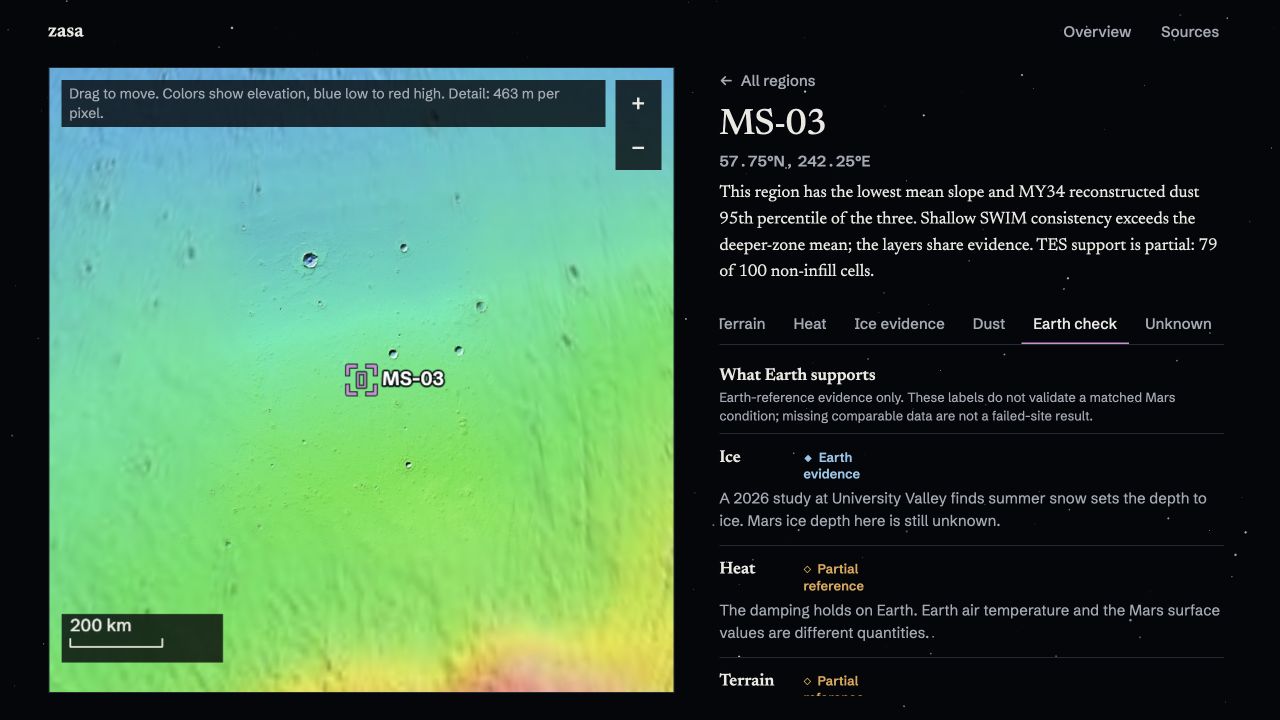 zasa
Overview
Sources
Drag to move. Colors show elevation, blue low to red high. Detail: 463 m per
pixel.
+
−
MS-03
200 km
← All regions
MS-03
57.75°N, 242.25°E
This region has the lowest mean slope and MY34 reconstructed dust
95th percentile of the three. Shallow SWIM consistency exceeds the
deeper-zone mean; the layers share evidence. TES support is partial: 79
of 100 non-infill cells.
Terrain
Heat
Ice evidence
Dust
Earth check
Unknown
What Earth supports
Earth-reference evidence only. These labels do not validate a matched Mars
condition; missing comparable data are not a failed-site result.
Ice
◆ Earth
evidence
A 2026 study at University Valley finds summer snow sets the depth to
ice. Mars ice depth here is still unknown.
Heat
◇ Partial
reference
The damping holds on Earth. Earth air temperature and the Mars surface
values are different quantities.
Terrain
◇ Partial